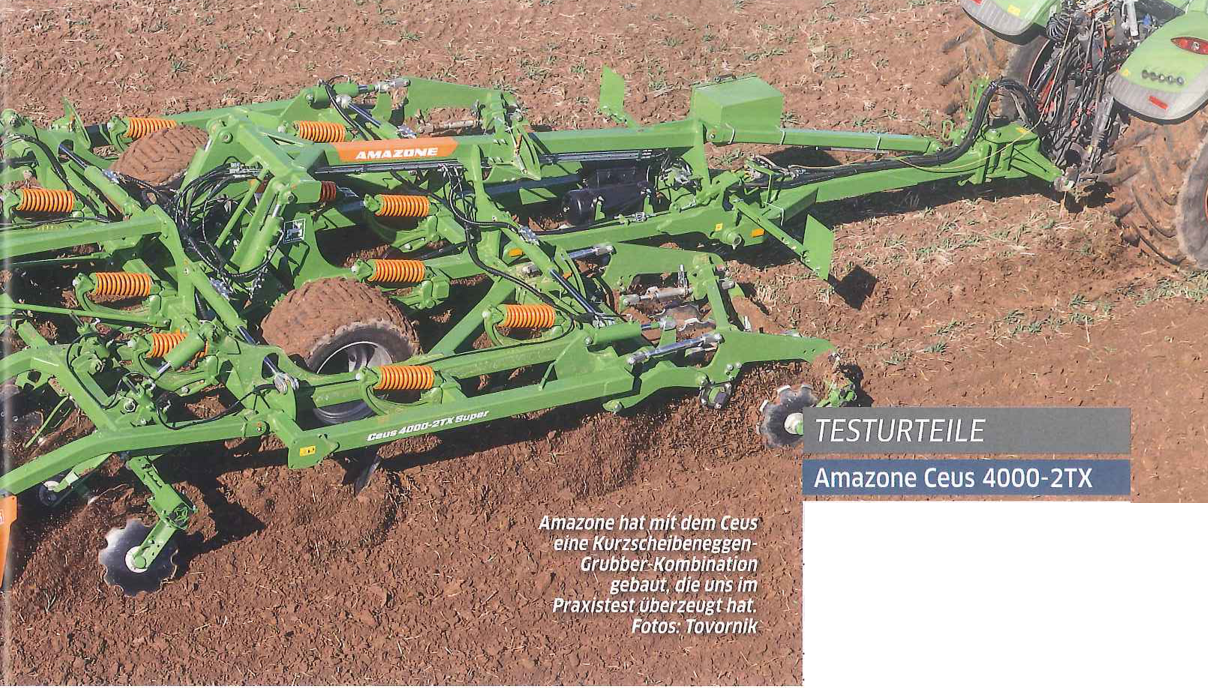 AMAZONE
Ceus 4000-2TX Super
TESTURTEILE
Amazone Ceus 4000-2TX
Amazone hat mit dem Ceus
eine Kurzscheibeneggen-
Grubber-Kombination
gebaut, die uns im
Praxistest überzeugt hat.
Fotos: Tovornik